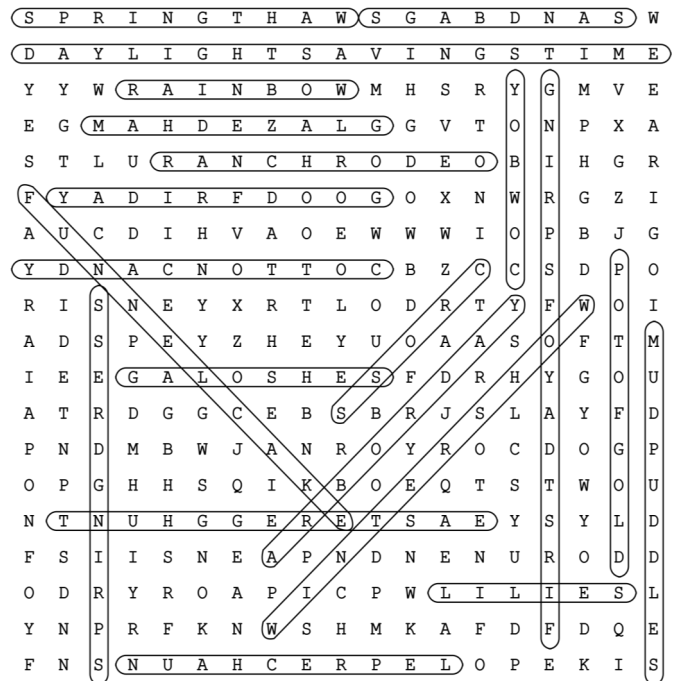 S P R I N G T H A W S G A B D N A S W
D A Y L I G H T S A V I N G S T I M E
Y Y W R A I N B O W M H S R Y G M V E
E G M A H D E Z A L G G V T O N P X A
S T L U R A N C H R O D E O B I H G R
F Y A D I R F D O O G O X N W R G Z I
A U C D I H V A O E W W W I O P B J G
Y D N A C N O T T O C B Z C C S D P O
R I S N E Y X R T L O D R T Y F W O I
A D S P E Y Z H E Y U O A A S O F T M
I E E G A L O S H E S F D R H Y G O U
A T R D G G C E B S B R J S L A Y F D
P N D M B W J A N R O Y R O C D O G P
O P G H H S Q I K B O E Q T S T W O U
N T N U H G G E R E T S A E Y S Y L D
F S I I S N E A P N D N E N U R O D D
O D R Y R O A P I C P W L I L I E S L
Y N P R F K N W S H M K A F D F D Q E
F N S N U A H C E R P E L O P E K I S